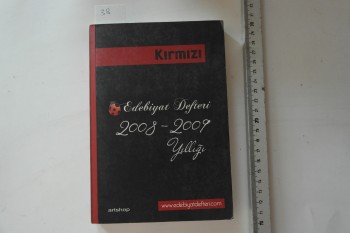 Kırmızı
Edebiyat Defteri
2008 - 2009
Yıllığı
artshop
www.edebiyatdefteri.com